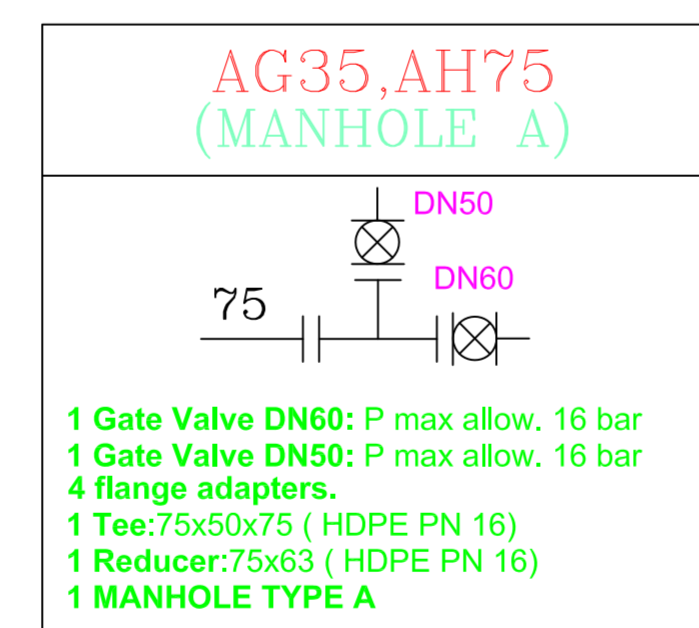 AG35,AH75
(MANHOLE A)
DN50
DN60
75
1 Gate Valve DN60: P max allow. 16 bar
1 Gate Valve DN50: P max allow. 16 bar
4 flange adapters.
1 Tee:75x50x75 ( HDPE PN 16)
1 Reducer:75x63 ( HDPE PN 16)
1 MANHOLE TYPE A